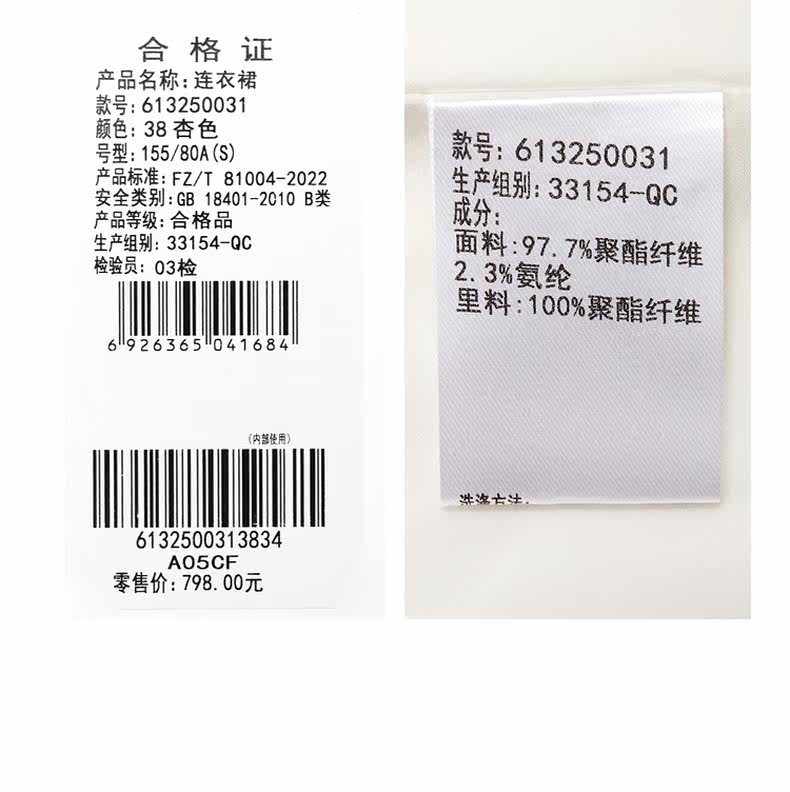 合格证
产品名称：连衣裙
款号：613250031
颜色：38杏色
号型：155/80A(S)
产品标准：FZ/T 81004-2022
安全类别：GB 18401-2010 B类
产品等级：合格品
生产组别：33154-QC
检验员：03检
6926365041684
(内部使用)
6132500313834
A05CF
零售价：798.00元
款号：613250031
生产组别：33154-QC
成分：
面料：97.7%聚酯纤维
2.3%氨纶
里料：100%聚酯纤维
洗涤方法：